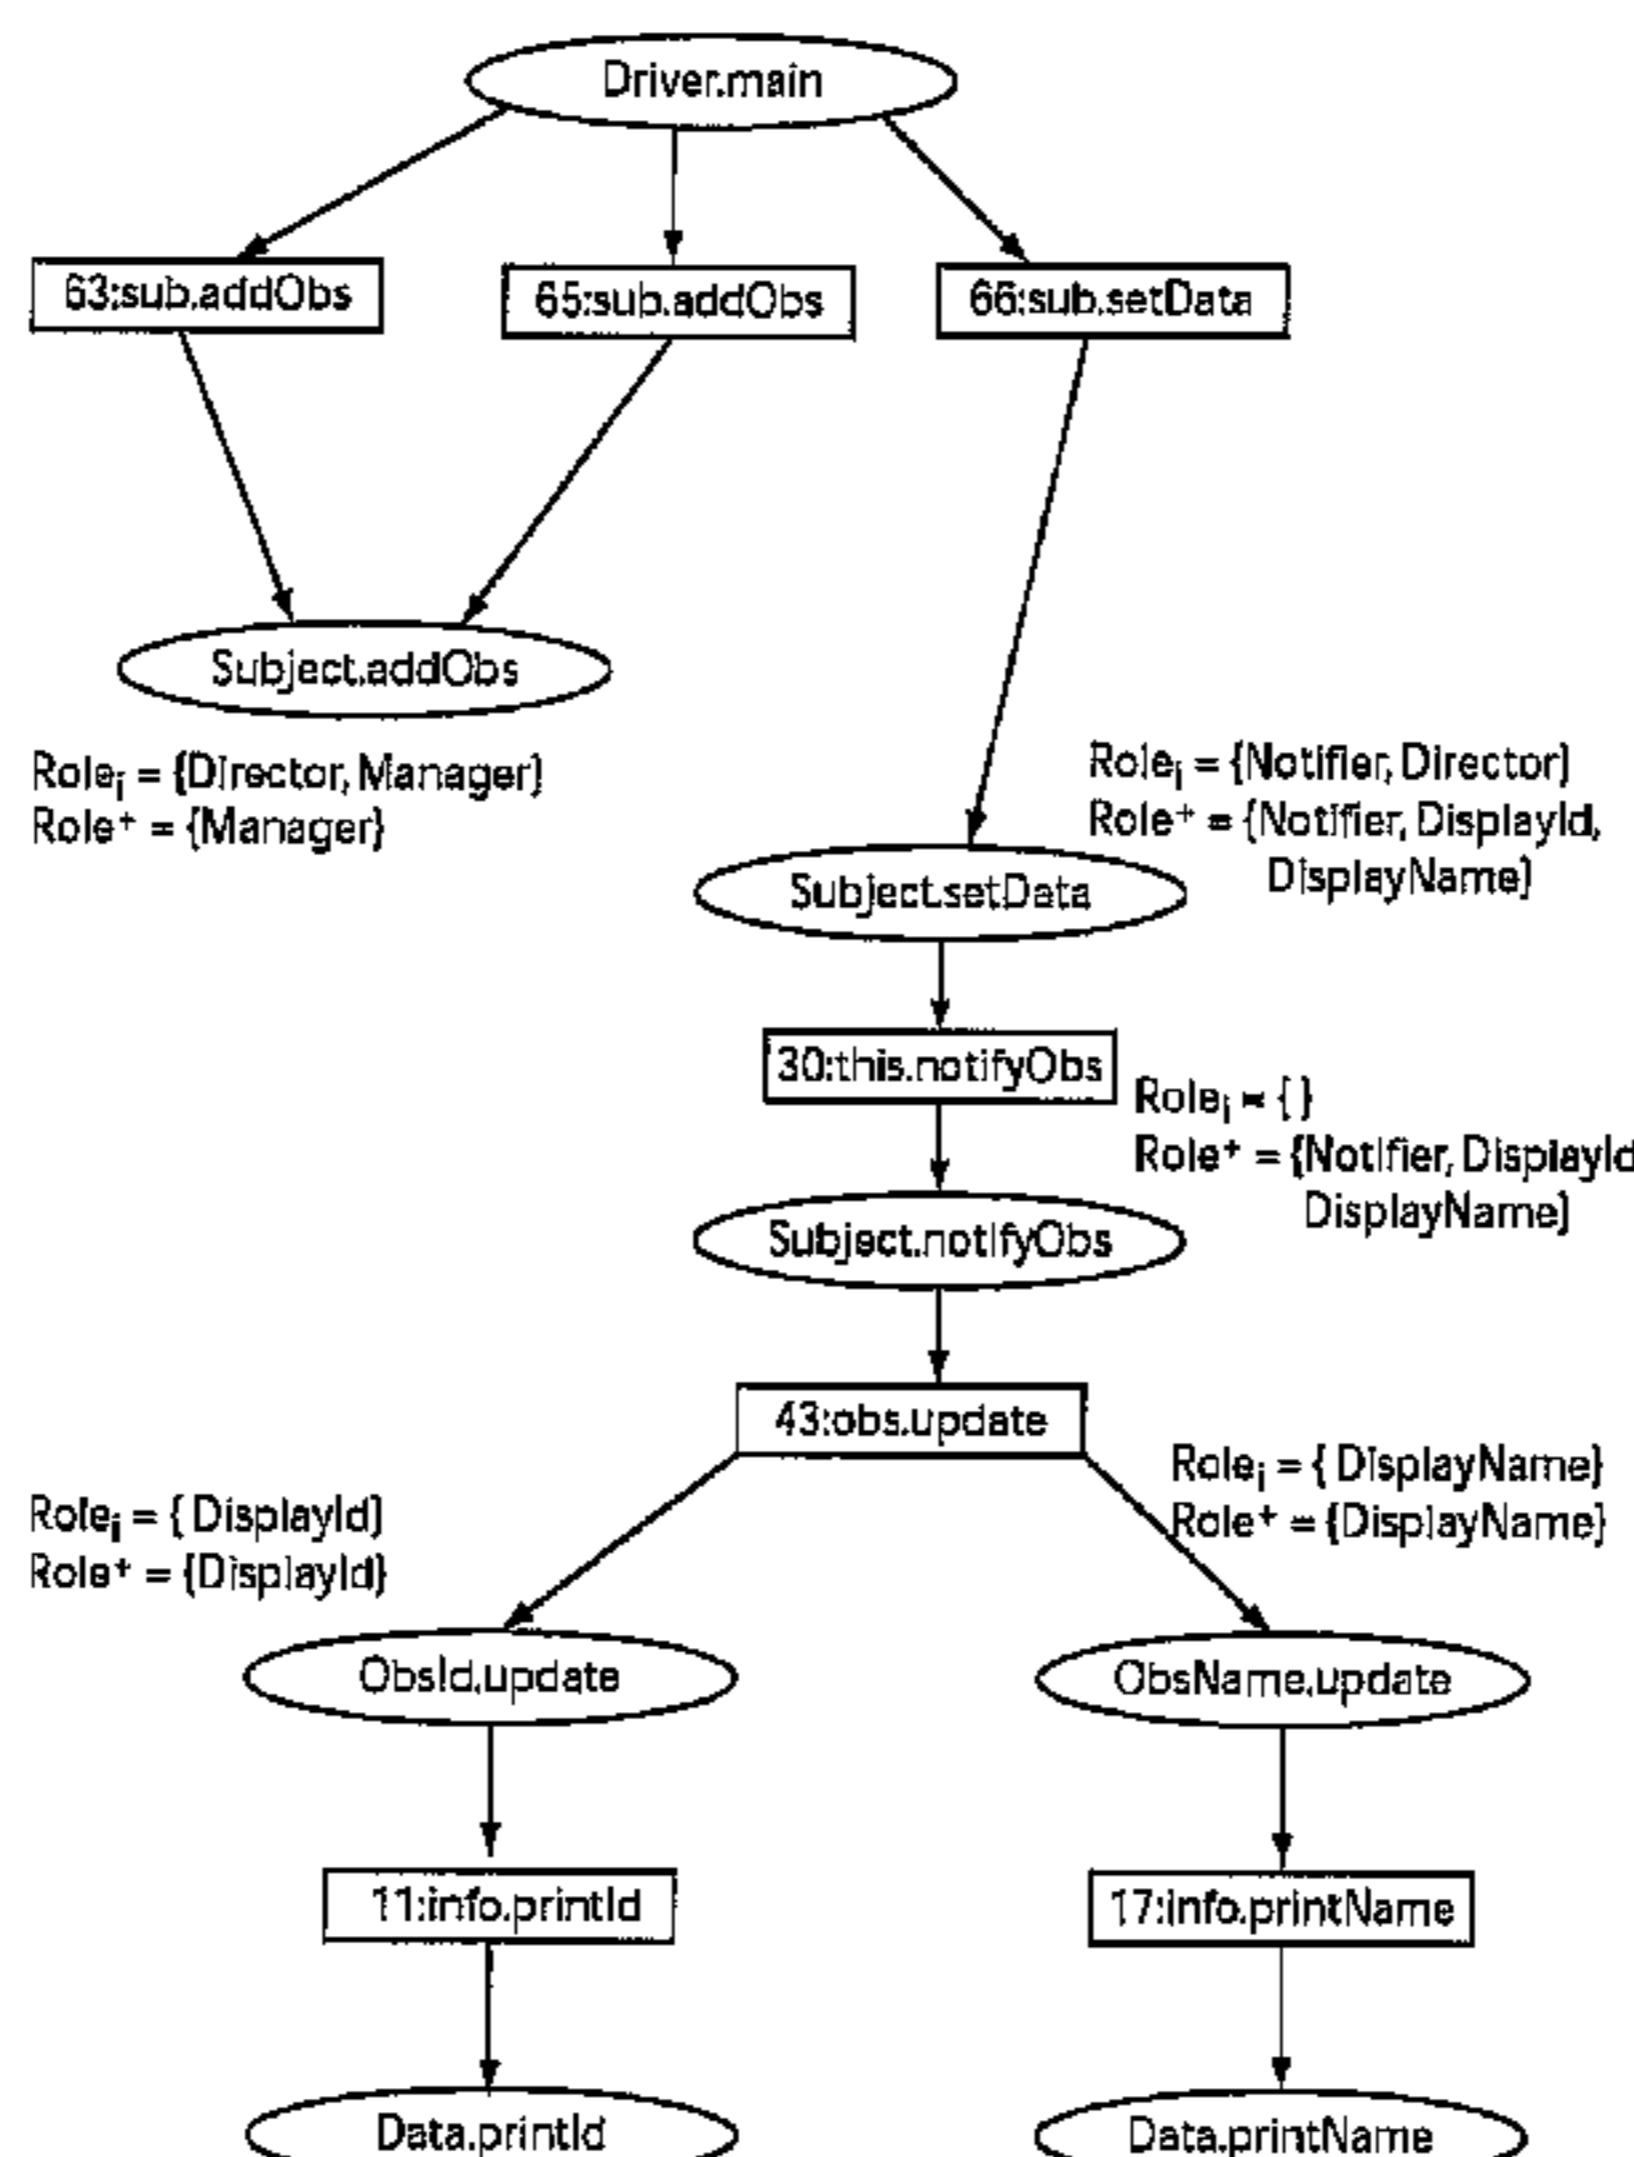 Driver.main
63:sub.addObs
65:sub.addObs
66:sub.setData
Subject.addObs
Roleᵢ = {Director, Manager}
Role⁺ = {Manager}
Roleᵢ = {Notifier, Director}
Role⁺ = {Notifier, DisplayId,
DisplayName}
Subject.setData
30:this.notifyObs
Roleᵢ = { }
Role⁺ = {Notifier, DisplayId
DisplayName}
Subject.notifyObs
43:obs.update
Roleᵢ = { DisplayId}
Role⁺ = {DisplayId}
Roleᵢ = { DisplayName}
Role⁺ = {DisplayName}
ObsId.update
ObsName.update
11:info.printId
17:info.printName
Data.printId
Data.printName